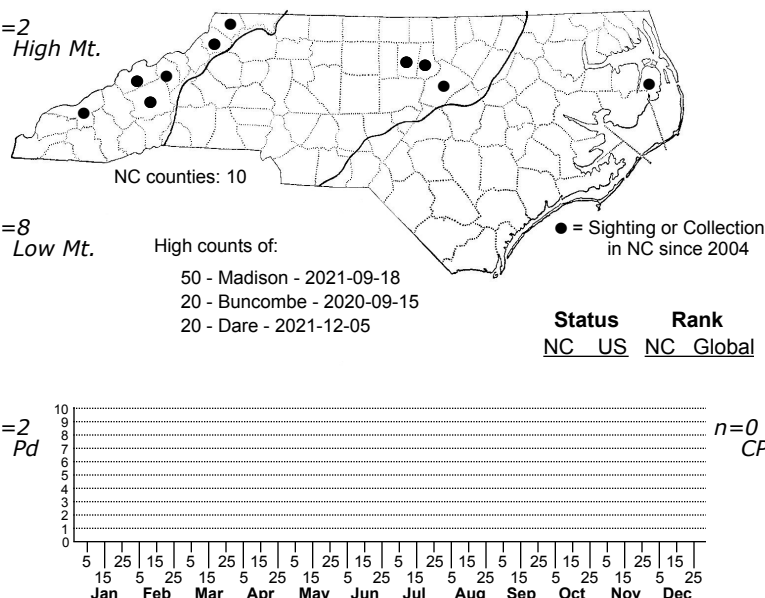 =2
High Mt.
NC counties: 10
=8
Low Mt.
High counts of:
50 - Madison - 2021-09-18
20 - Buncombe - 2020-09-15
20 - Dare - 2021-12-05
● = Sighting or Collection
in NC since 2004
Status Rank
NC US NC Global
=2
Pd
n=0
CP
10
9
8
7
6
5
4
3
2
1
0
5 25 15 5 25 15 5 25 15 5 25 15 5 25 15 5 25 15
15 5 25 15 5 25 15 5 25 15 5 25 15 5 25 15 5 25
Jan Feb Mar Apr May Jun Jul Aug Sep Oct Nov Dec